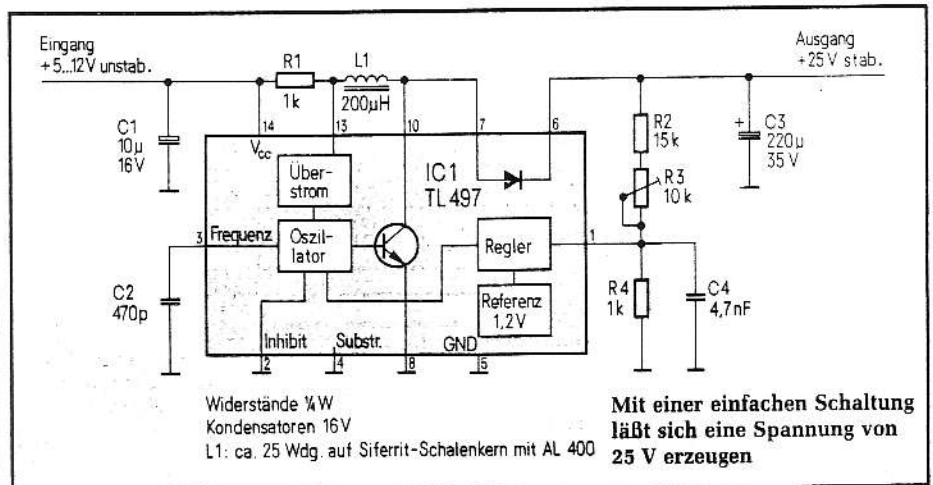 Eingang
+5...12V unstab.
Ausgang
+25V stab.
R1
1k
L1
200µH
14
13
10
7
6
C1
10µ
16V
Vcc
Über-
strom
IC1
TL 497
R2
15k
R3
10k
+
C3
220µ
35V
3
Frequenz
Oszil-
lator
Regler
1
C2
470p
Referenz
1,2V
R4
1k
C4
4,7nF
Inhibit
Substr.
GND
2
4
8
5
Widerstände ¼W
Kondensatoren 16V
L1: ca. 25 Wdg. auf Siferrit-Schalenkern mit AL 400
Mit einer einfachen Schaltung
läßt sich eine Spannung von
25 V erzeugen